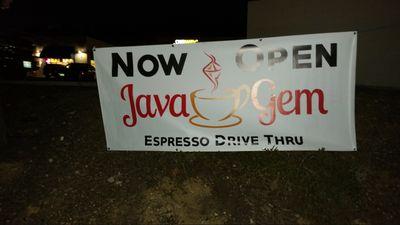 Now Open
Java Gem
Espresso Drive Thru